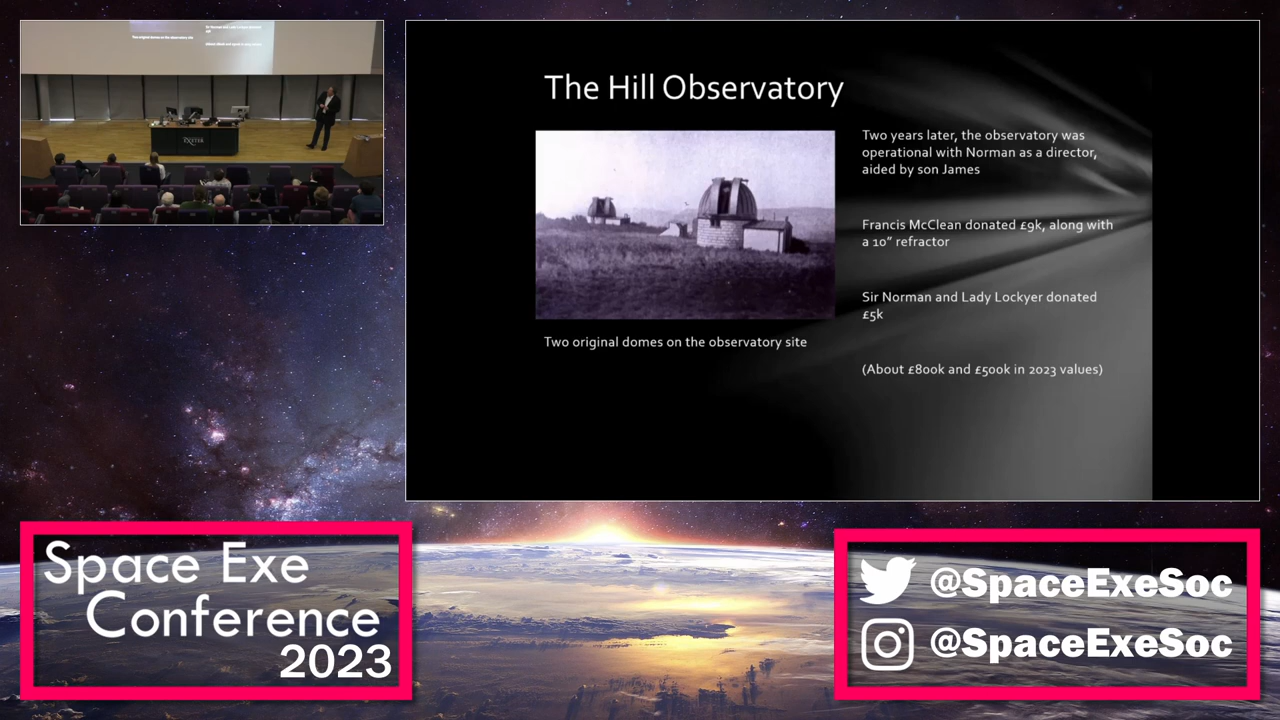 The Hill Observatory
Two years later, the observatory was
operational with Norman as a director,
aided by son James
Francis McClean donated £9k, along with
a 10” refractor
Sir Norman and Lady Lockyer donated
£5k
(About £800k and £500k in 2023 values)
Two original domes on the observatory site
EXETER
Space Exe
Conference
2023
@SpaceExeSoc
@SpaceExeSoc